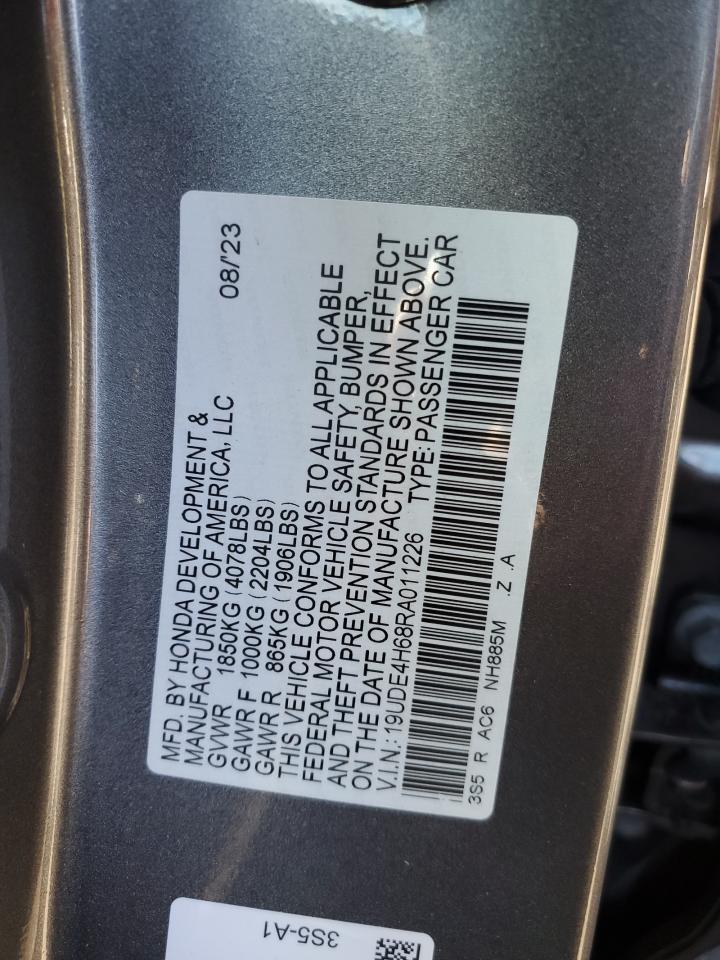 MFD. BY HONDA DEVELOPMENT &
MANUFACTURING OF AMERICA, LLC 08/'23
GVWR 1850KG (4078LBS)
GAWR F 1000KG (2204LBS)
GAWR R 865KG (1906LBS)
THIS VEHICLE CONFORMS TO ALL APPLICABLE
FEDERAL MOTOR VEHICLE SAFETY, BUMPER,
AND THEFT PREVENTION STANDARDS IN EFFECT
ON THE DATE OF MANUFACTURE SHOWN ABOVE.
V.I.N.:19UDE4H68RA011226 TYPE:PASSENGER CAR
3S5 R AC6 NH885M .Z .A
3S5-A1